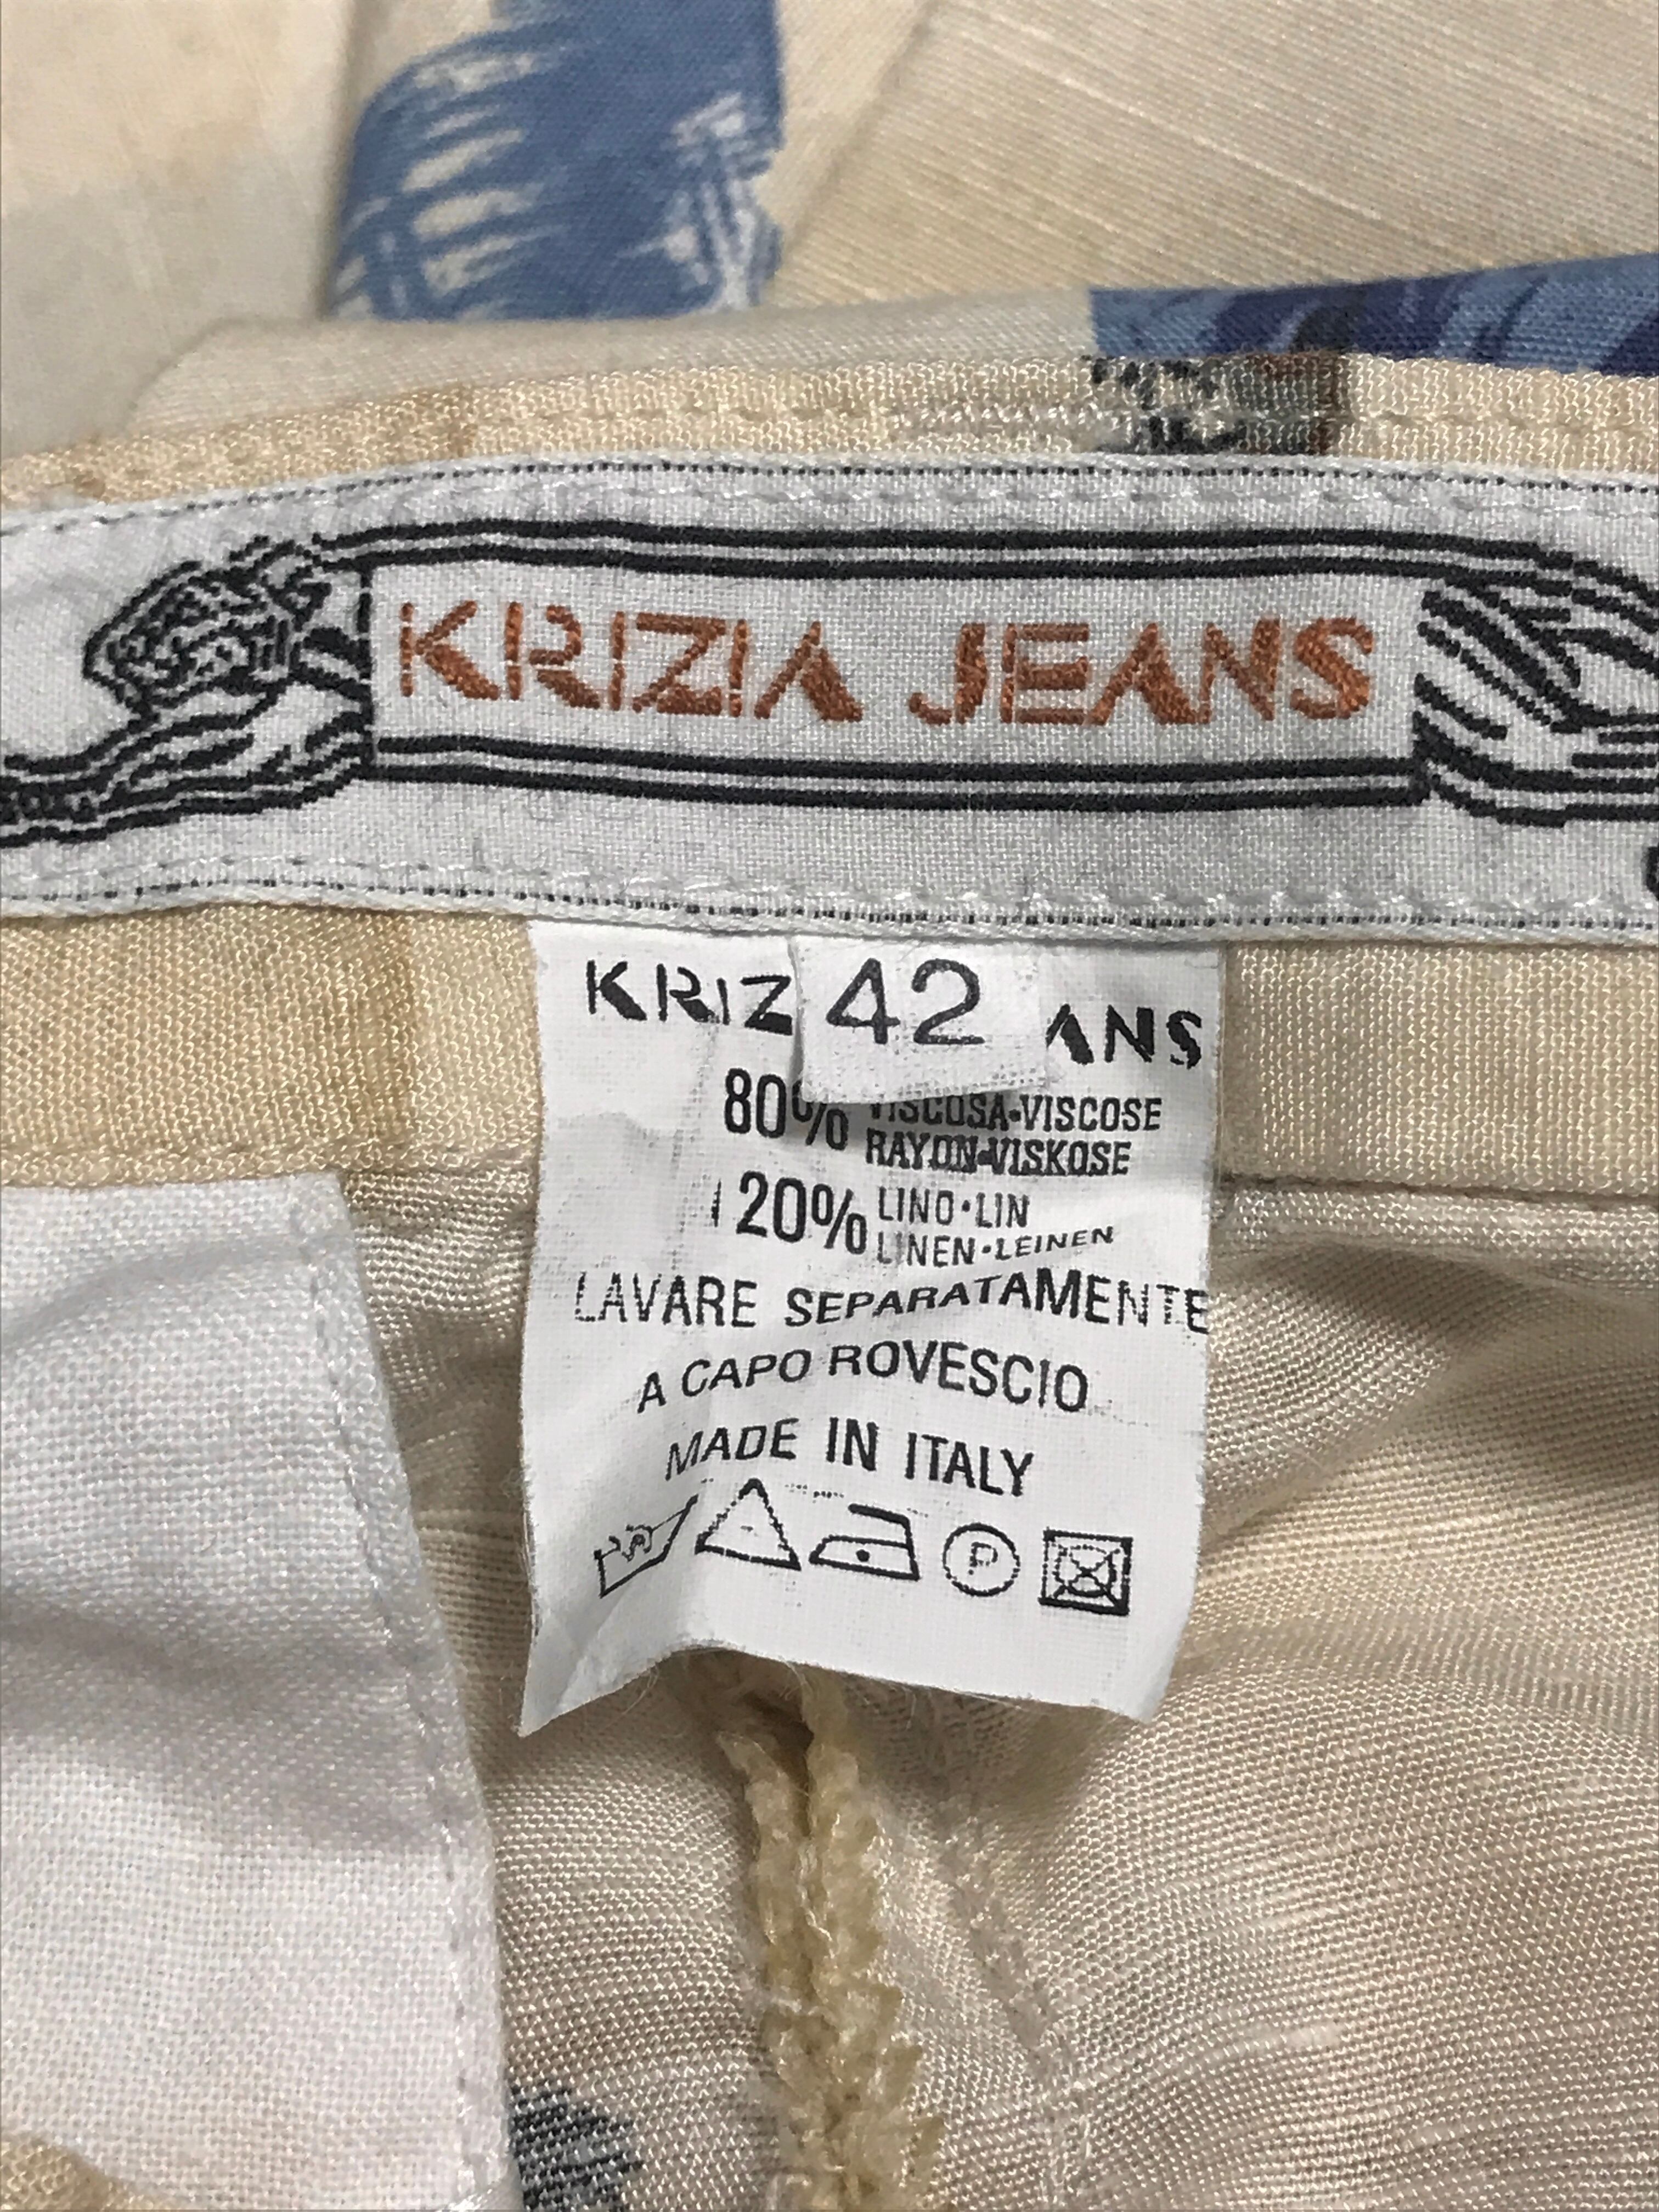 KRIZIA JEANS
KRIZ 42 ANS
80% VISCOSA•VISCOSE
RAYON•VISKOSE
20% LINO•LIN
LINEN•LEINEN
LAVARE SEPARATAMENTE
A CAPO ROVESCIO
MADE IN ITALY
P